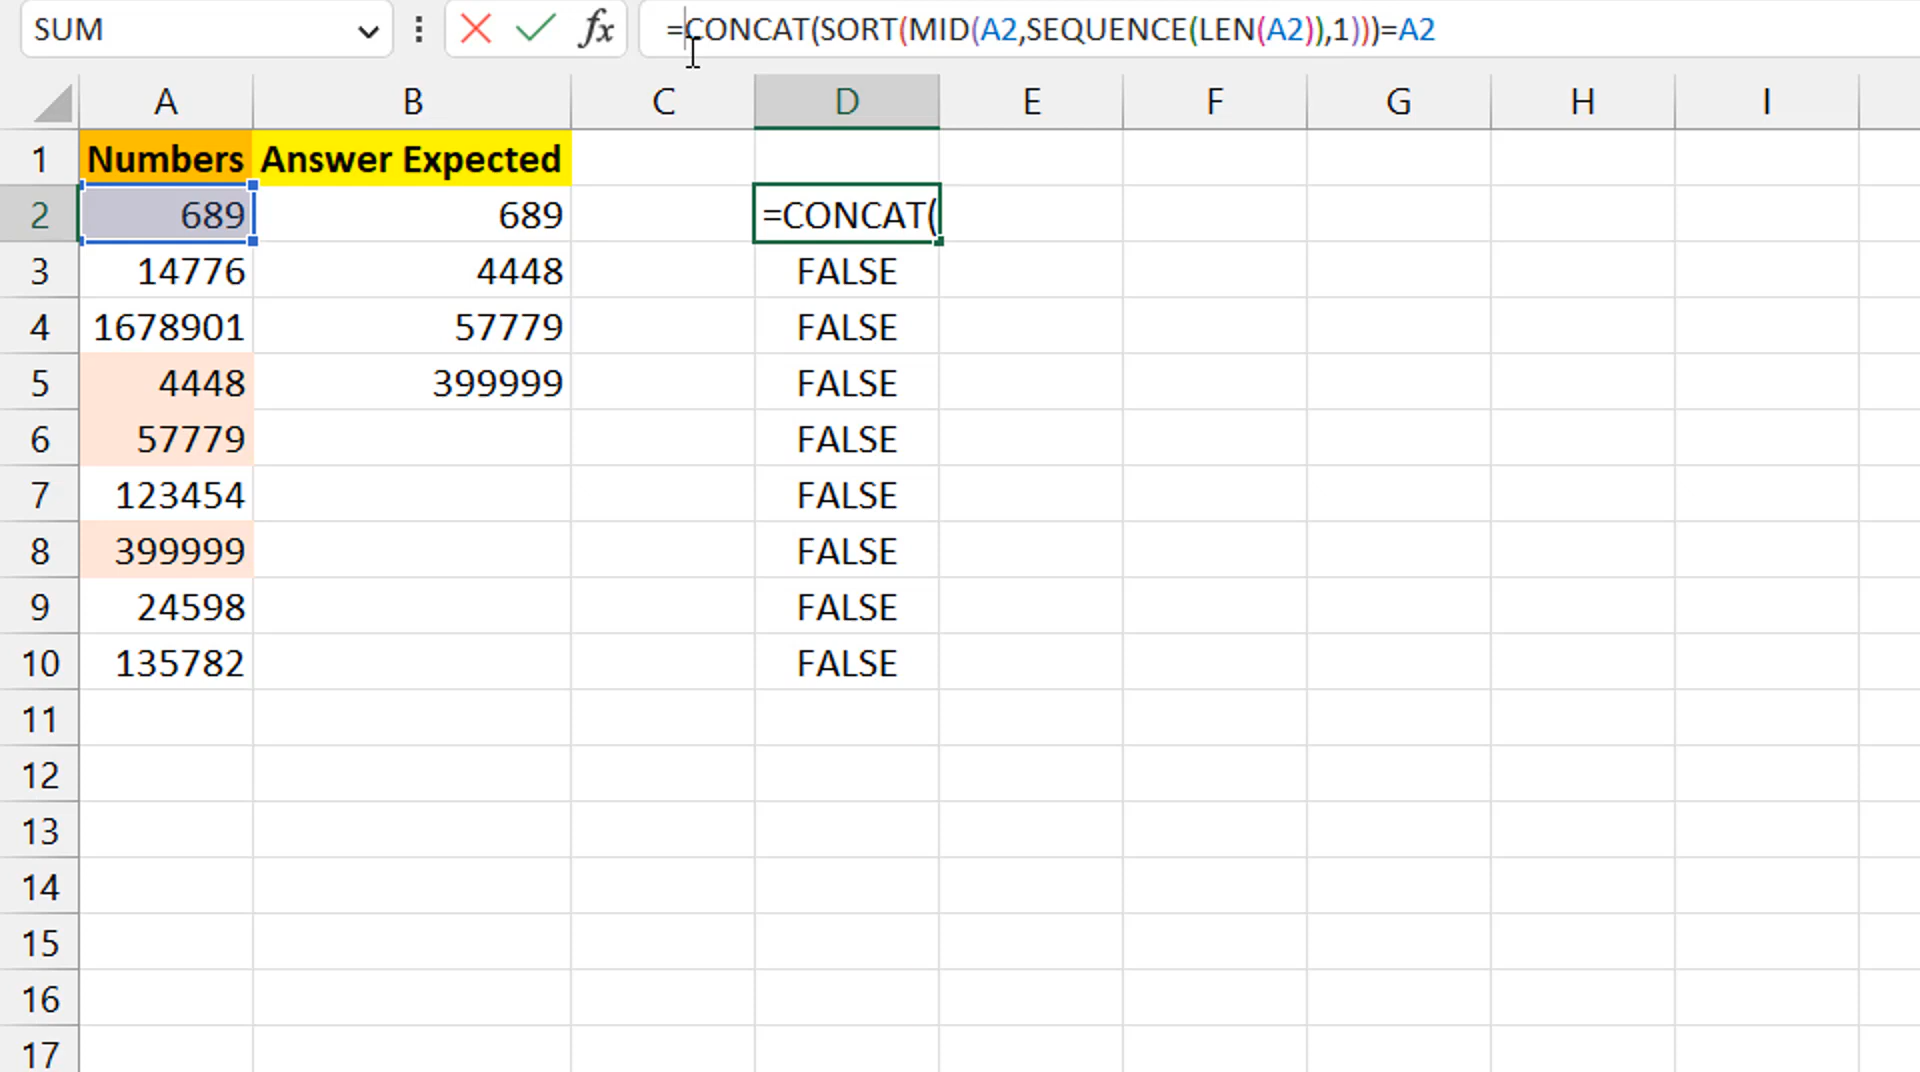 SUM fx =CONCAT(SORT(MID(A2,SEQUENCE(LEN(A2)),1)))=A2
A B C D E F G H I
1 Numbers Answer Expected
2 689 689 =CONCAT(
3 14776 4448 FALSE
4 1678901 57779 FALSE
5 4448 399999 FALSE
6 57779 FALSE
7 123454 FALSE
8 399999 FALSE
9 24598 FALSE
10 135782 FALSE
11
12
13
14
15
16
17